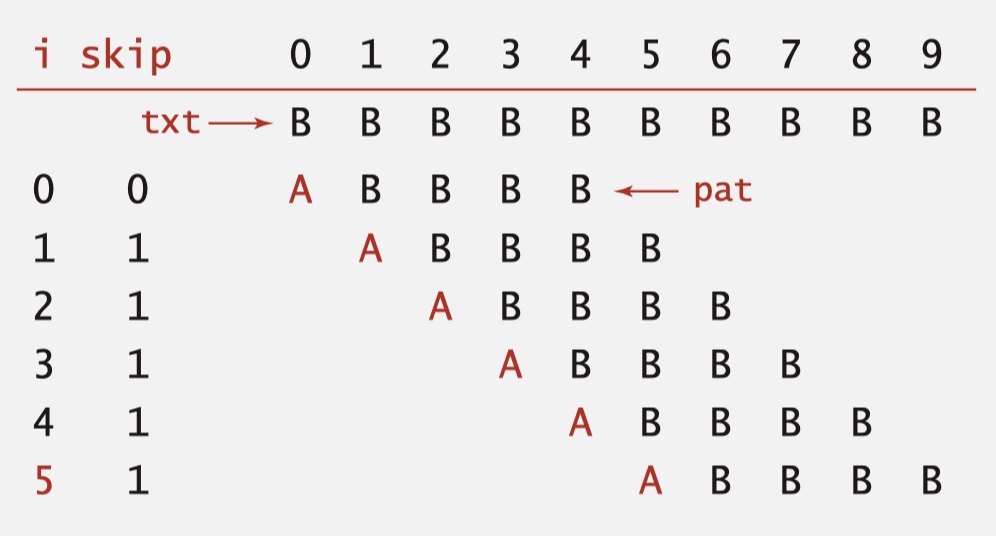 i skip 0 1 2 3 4 5 6 7 8 9
txt B B B B B B B B B B
0 0 A B B B B pat
1 1 A B B B B
2 1 A B B B B
3 1 A B B B B
4 1 A B B B B
5 1 A B B B B